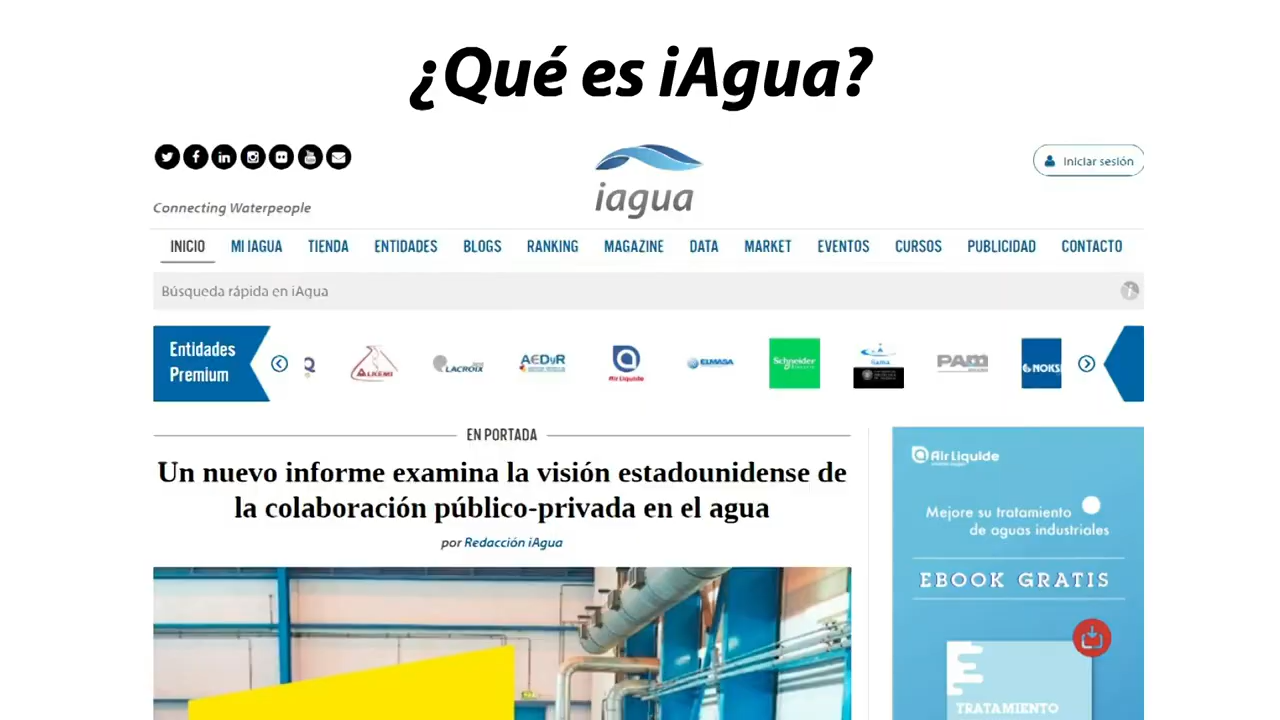 ¿Qué es iAgua?
iagua
Iniciar sesión
Connecting Waterpeople
INICIO MI IAGUA TIENDA ENTIDADES BLOGS RANKING MAGAZINE DATA MARKET EVENTOS CURSOS PUBLICIDAD CONTACTO
Búsqueda rápida en iAgua
Entidades
Premium
ALKEMI
LACROIX
AEDyR
Air Liquide
ELMASA
Schneider
Electric
PAM
NOKS
EN PORTADA
Un nuevo informe examina la visión estadounidense de
la colaboración público-privada en el agua
por Redacción iAgua
Air Liquide
Mejore su tratamiento
de aguas industriales
EBOOK GRATIS
TRATAMIENTO